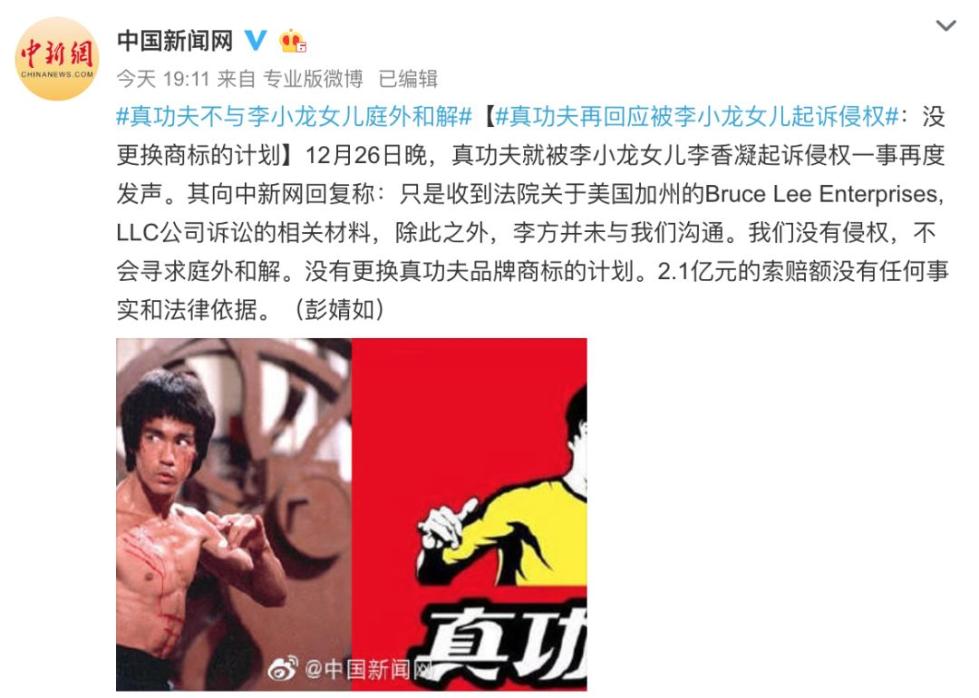 中新網
CHINANEWS.COM
中国新闻网
今天 19:11 来自 专业版微博 已编辑
#真功夫不与李小龙女儿庭外和解#【#真功夫再回应被李小龙女儿起诉侵权#：没
更换商标的计划】12月26日晚，真功夫就被李小龙女儿李香凝起诉侵权一事再度
发声。其向中新网回复称：只是收到法院关于美国加州的Bruce Lee Enterprises,
LLC公司诉讼的相关材料，除此之外，李方并未与我们沟通。我们没有侵权，不
会寻求庭外和解。没有更换真功夫品牌商标的计划。2.1亿元的索赔额没有任何事
实和法律依据。（彭婧如）
真功
@中国新闻网